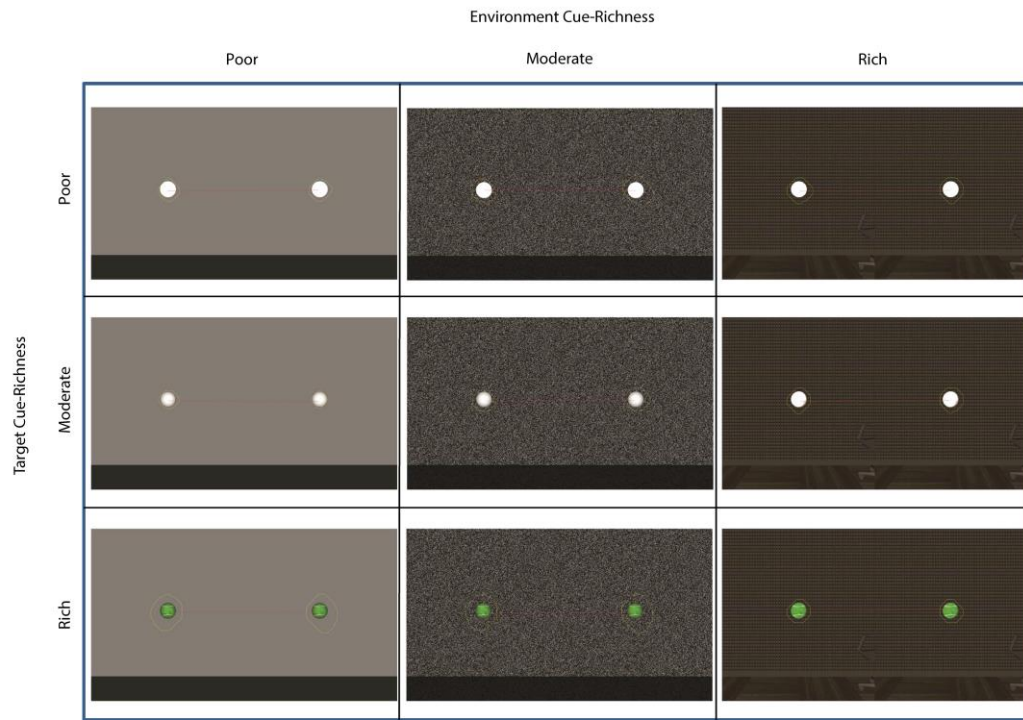 Environment Cue-Richness
Poor
Moderate
Rich
Target Cue-Richness
Poor
Moderate
Rich